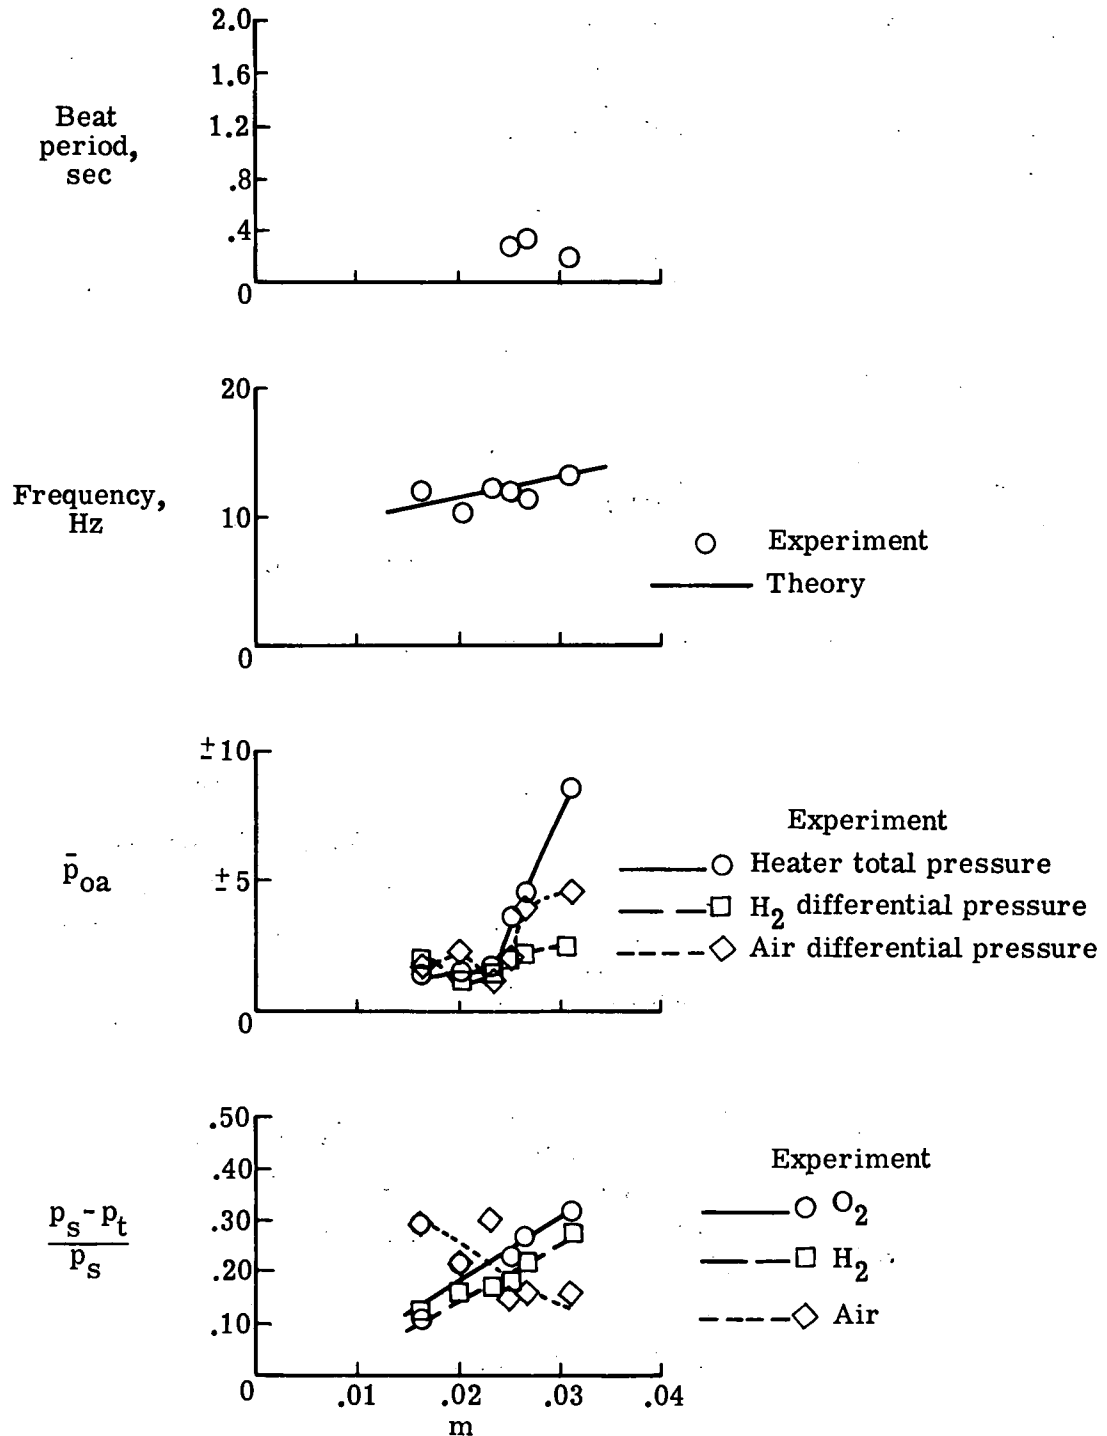 2.0
1.6
1.2
.8
.4
0
Beat
period,
sec
20
10
0
Frequency,
Hz
Experiment
Theory
±10
±5
0
p̄oa
Experiment
Heater total pressure
H2 differential pressure
Air differential pressure
.50
.40
.30
.20
.10
0
ps - pt
ps
Experiment
O2
H2
Air
.01
.02
.03
.04
m